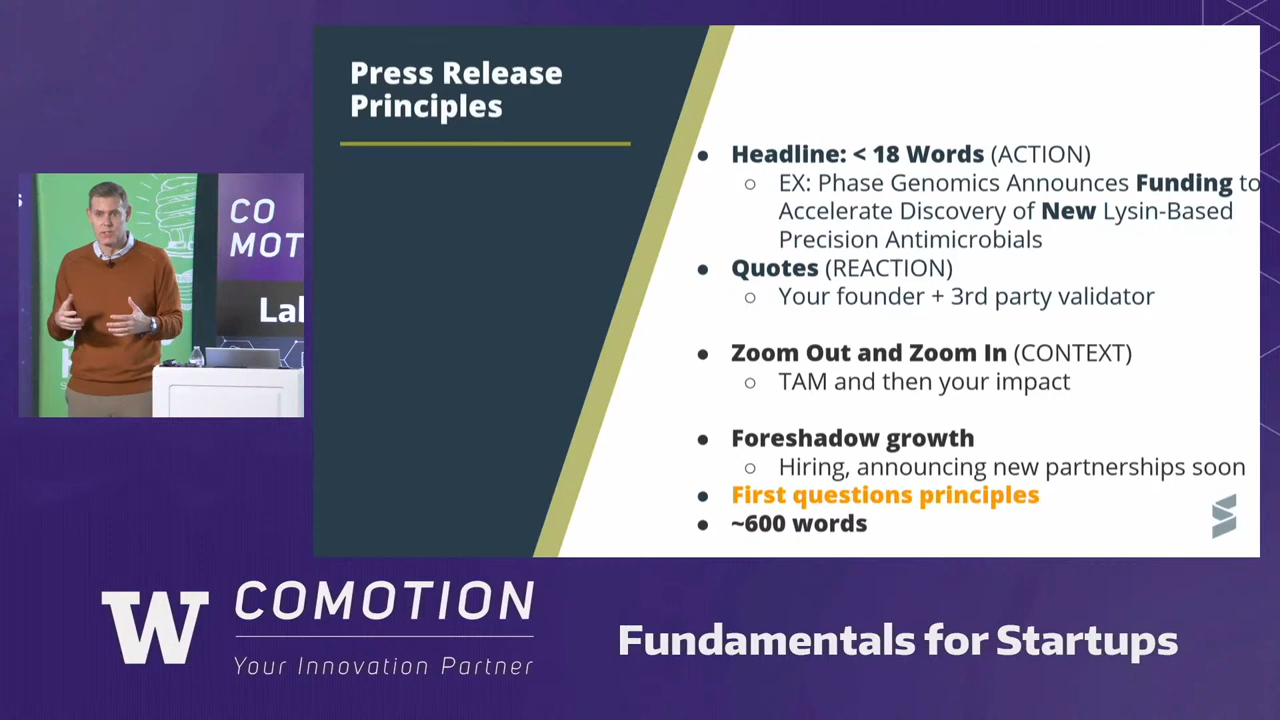 Press Release
Principles
● Headline: < 18 Words (ACTION)
○ EX: Phase Genomics Announces Funding to
Accelerate Discovery of New Lysin-Based
Precision Antimicrobials
● Quotes (REACTION)
○ Your founder + 3rd party validator
● Zoom Out and Zoom In (CONTEXT)
○ TAM and then your impact
● Foreshadow growth
○ Hiring, announcing new partnerships soon
● First questions principles
● ~600 words
CO
MOT
Lal
W
COMOTION
Your Innovation Partner
Fundamentals for Startups